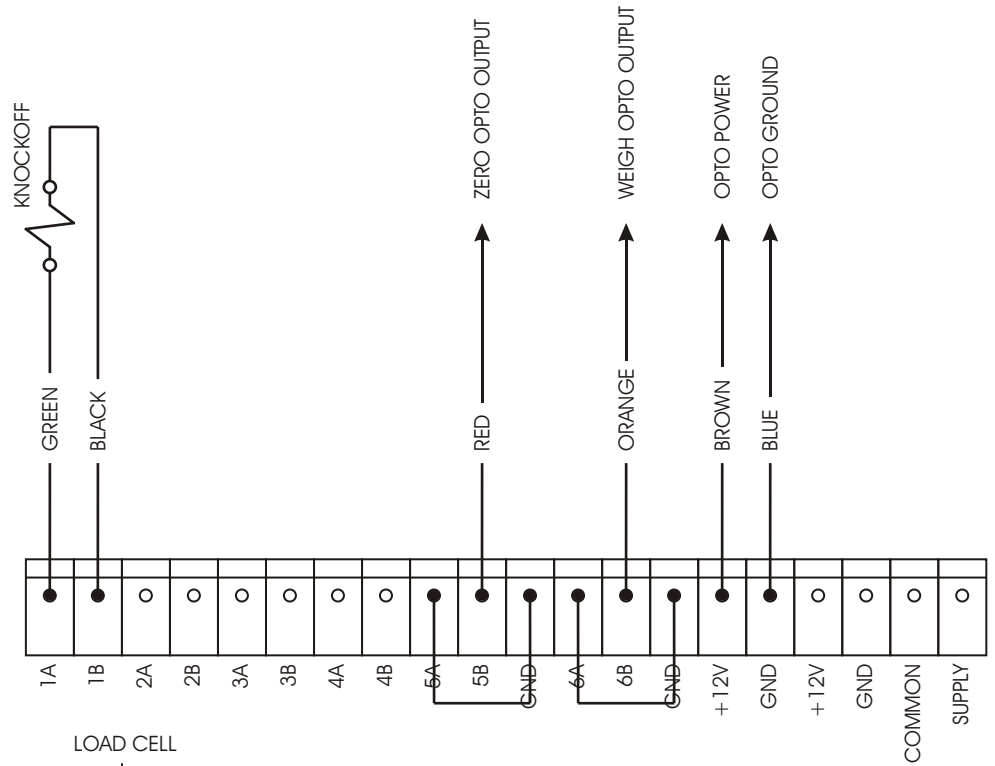 KNOCKOFF
ZERO OPTO OUTPUT
WEIGH OPTO OUTPUT
OPTO POWER
OPTO GROUND
GREEN
BLACK
RED
ORANGE
BROWN
BLUE
1A
1B
2A
2B
3A
3B
4A
4B
5A
5B
GND
6A
6B
GND
+12V
GND
+12V
GND
COMMON
SUPPLY
LOAD CELL